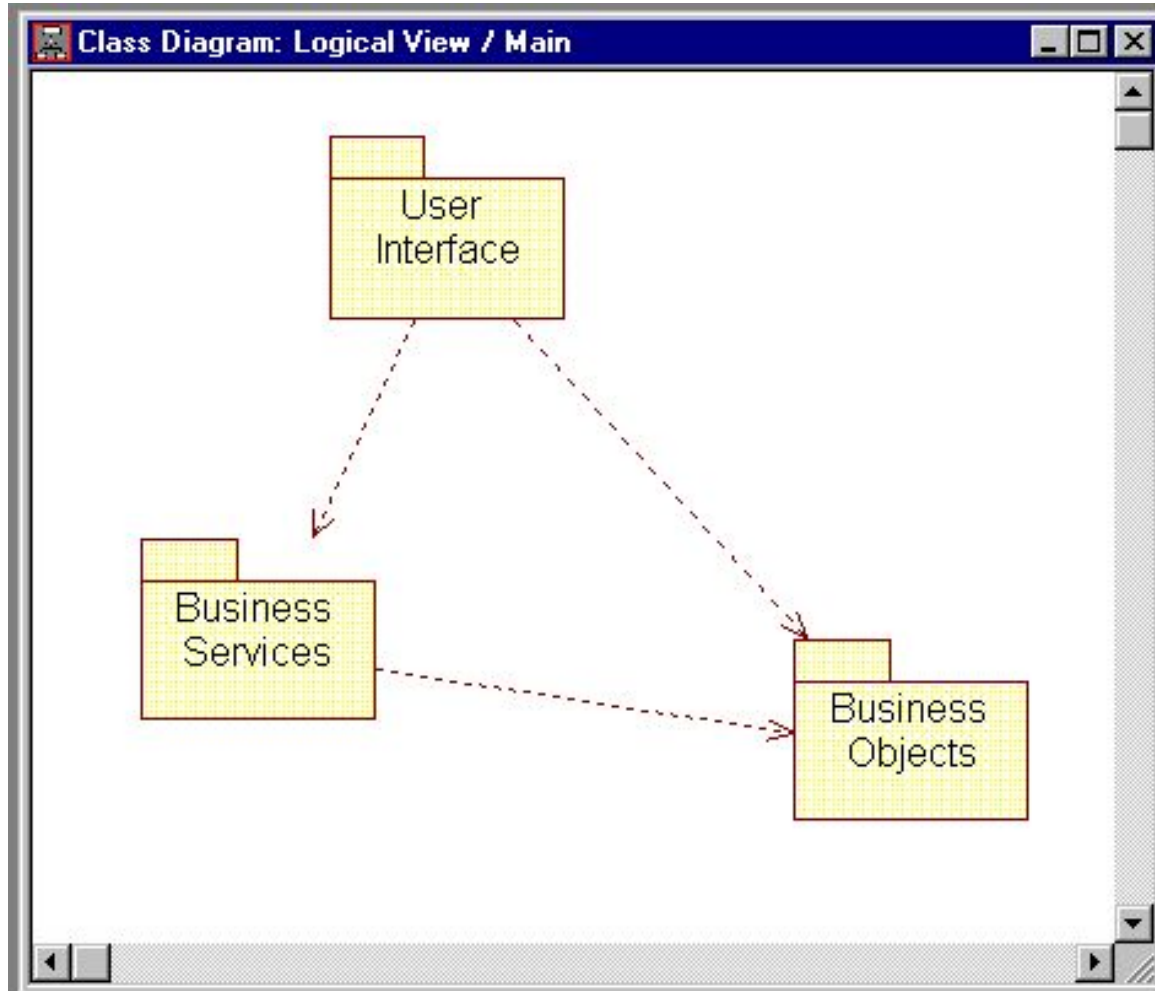 Class Diagram: Logical View / Main
User
Interface
Business
Services
Business
Objects